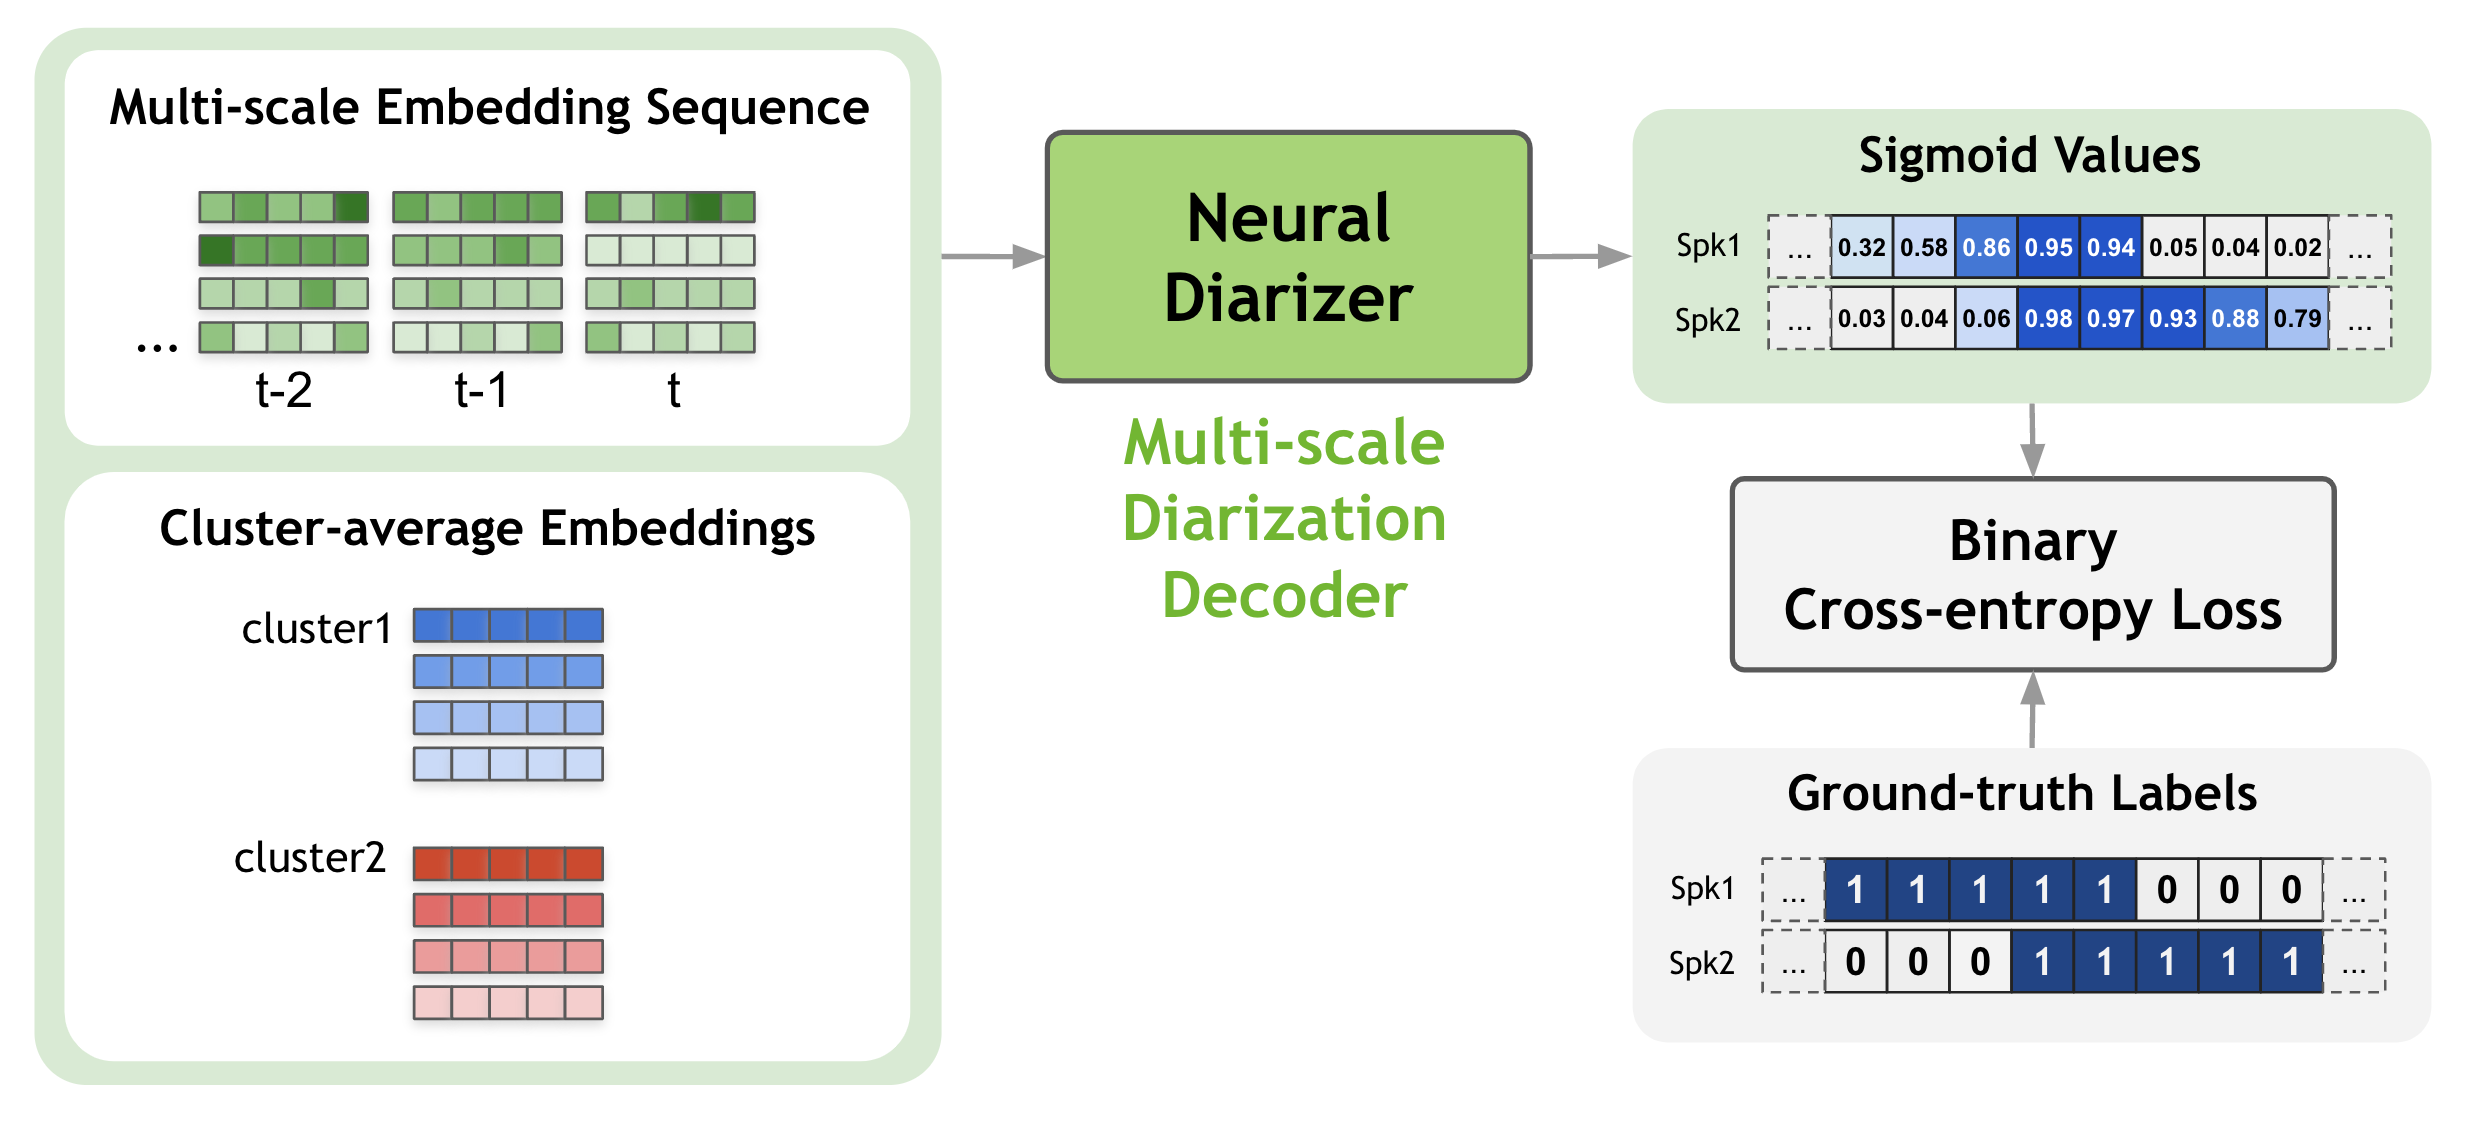 Multi-scale Embedding Sequence
...
t-2 t-1 t
Cluster-average Embeddings
cluster1
cluster2
Neural
Diarizer
Multi-scale
Diarization
Decoder
Sigmoid Values
Spk1 ... 0.32 0.58 0.86 0.95 0.94 0.05 0.04 0.02 ...
Spk2 ... 0.03 0.04 0.06 0.98 0.97 0.93 0.88 0.79 ...
Binary
Cross-entropy Loss
Ground-truth Labels
Spk1 ... 1 1 1 1 1 0 0 0 ...
Spk2 ... 0 0 0 1 1 1 1 1 ...